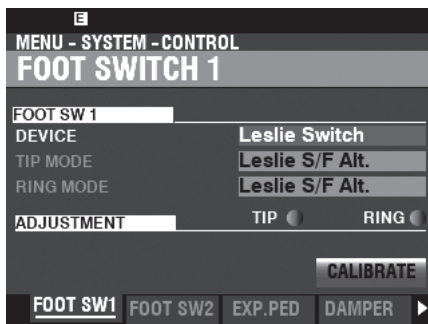 E
MENU - SYSTEM - CONTROL
FOOT SWITCH 1
FOOT SW 1
DEVICE Leslie Switch
TIP MODE Leslie S/F Alt.
RING MODE Leslie S/F Alt.
ADJUSTMENT TIP RING
CALIBRATE
FOOT SW1 FOOT SW2 EXP.PED DAMPER